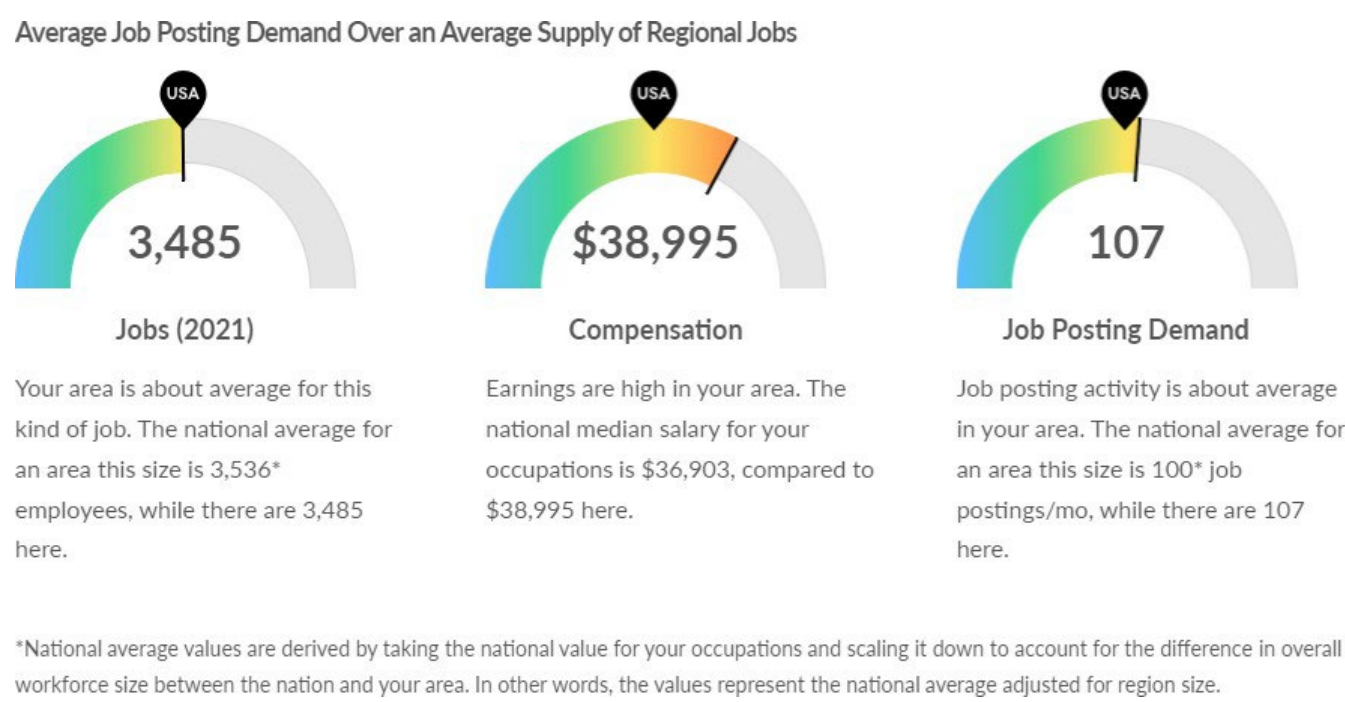 Average Job Posting Demand Over an Average Supply of Regional Jobs
USA
USA
USA
3,485
$38,995
107
Jobs (2021)
Compensation
Job Posting Demand
Your area is about average for this
kind of job. The national average for
an area this size is 3,536*
employees, while there are 3,485
here.
Earnings are high in your area. The
national median salary for your
occupations is $36,903, compared to
$38,995 here.
Job posting activity is about average
in your area. The national average for
an area this size is 100* job
postings/mo, while there are 107
here.
*National average values are derived by taking the national value for your occupations and scaling it down to account for the difference in overall
workforce size between the nation and your area. In other words, the values represent the national average adjusted for region size.